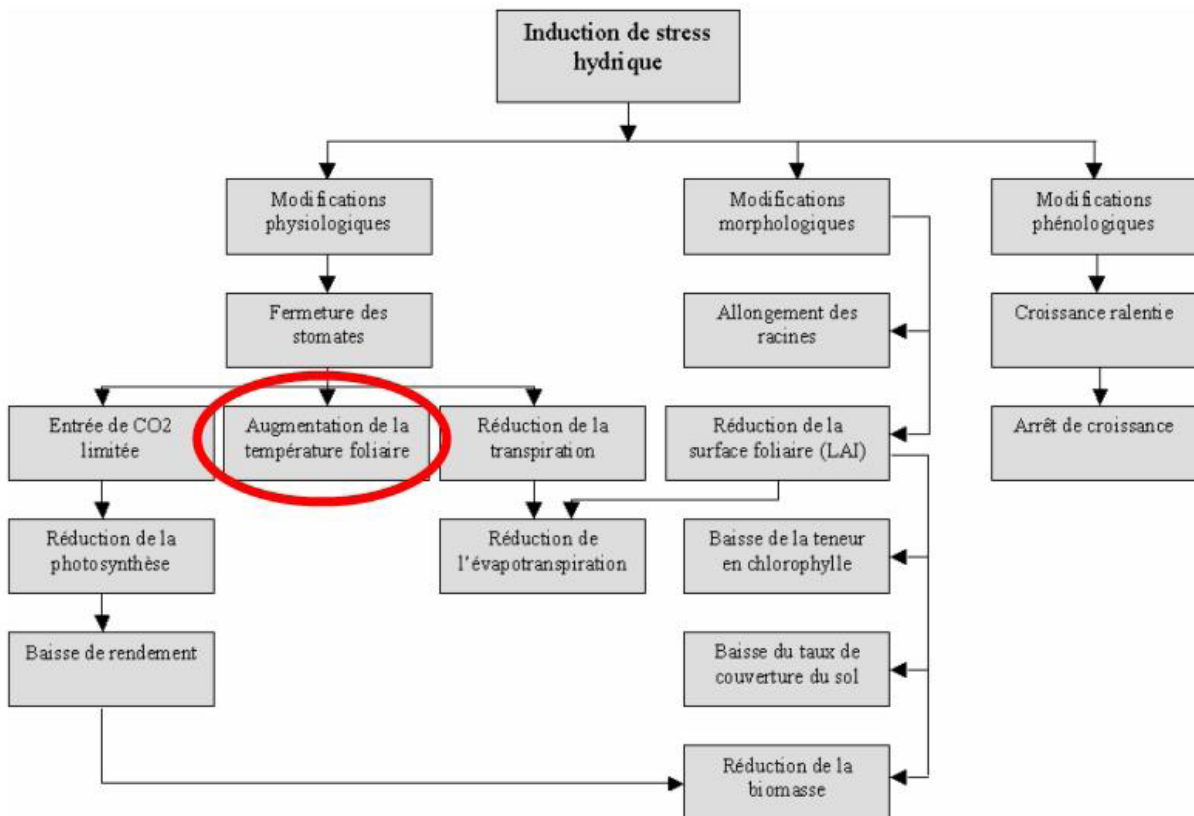 Induction de stress
hydrique
Modifications
physiologiques
Modifications
morphologiques
Modifications
phénologiques
Fermeture des
stomates
Allongement des
racines
Croissance ralentie
Entrée de CO2
limitée
Augmentation de la
température foliaire
Réduction de la
transpiration
Réduction de la
surface foliaire (LAI)
Arrêt de croissance
Réduction de la
photosynthèse
Réduction de
l'évapotranspiration
Baisse de la teneur
en chlorophylle
Baisse de rendement
Baisse du taux de
couverture du sol
Réduction de la
biomasse